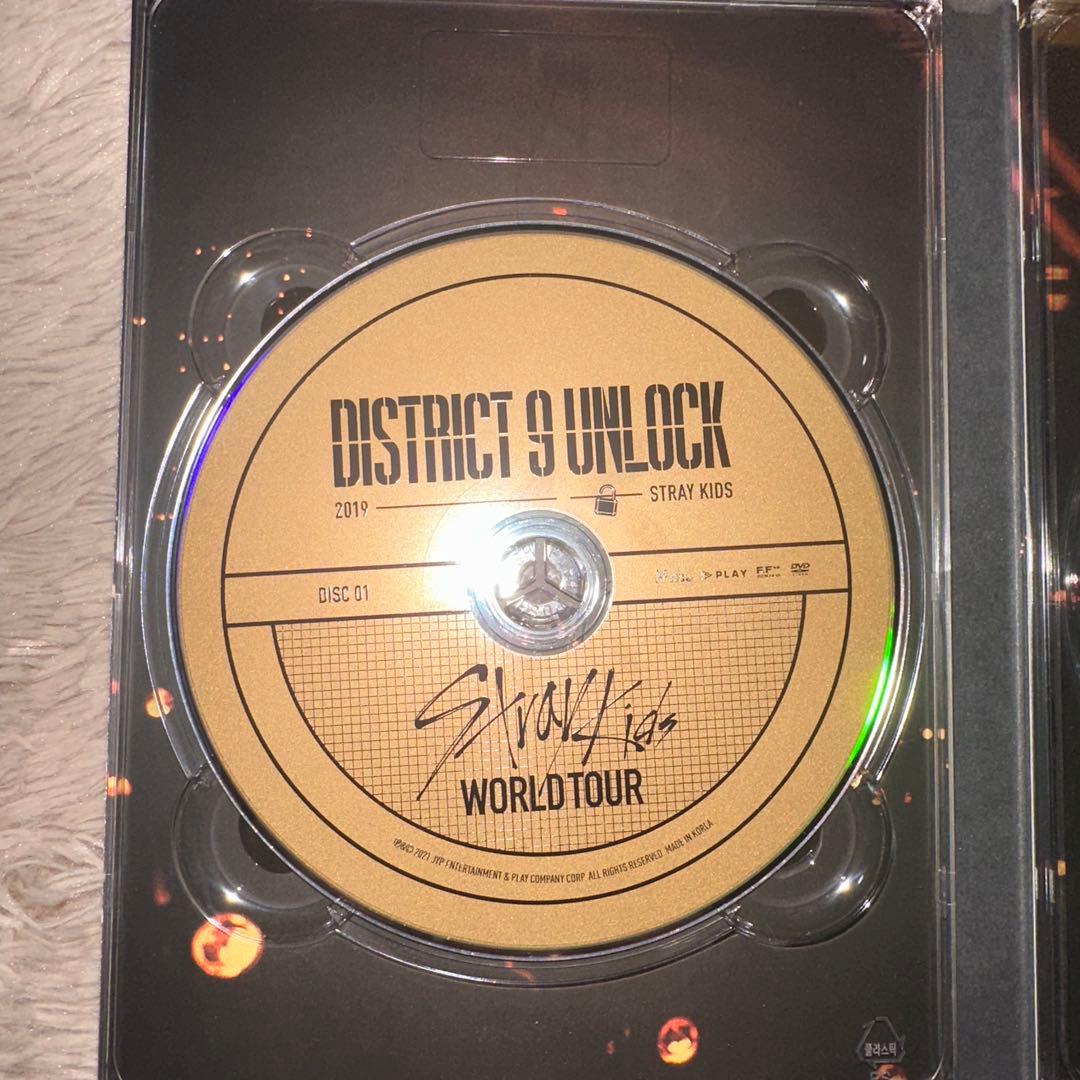 DISTRICT 9 UNLOCK
2019 STRAY KIDS
DISC 01
PLAY
DVD
Stray Kids
WORLD TOUR
℗&© 2021 JYP ENTERTAINMENT & PLAY COMPANY CORP. ALL RIGHTS RESERVED. MADE IN KOREA
플라스틱